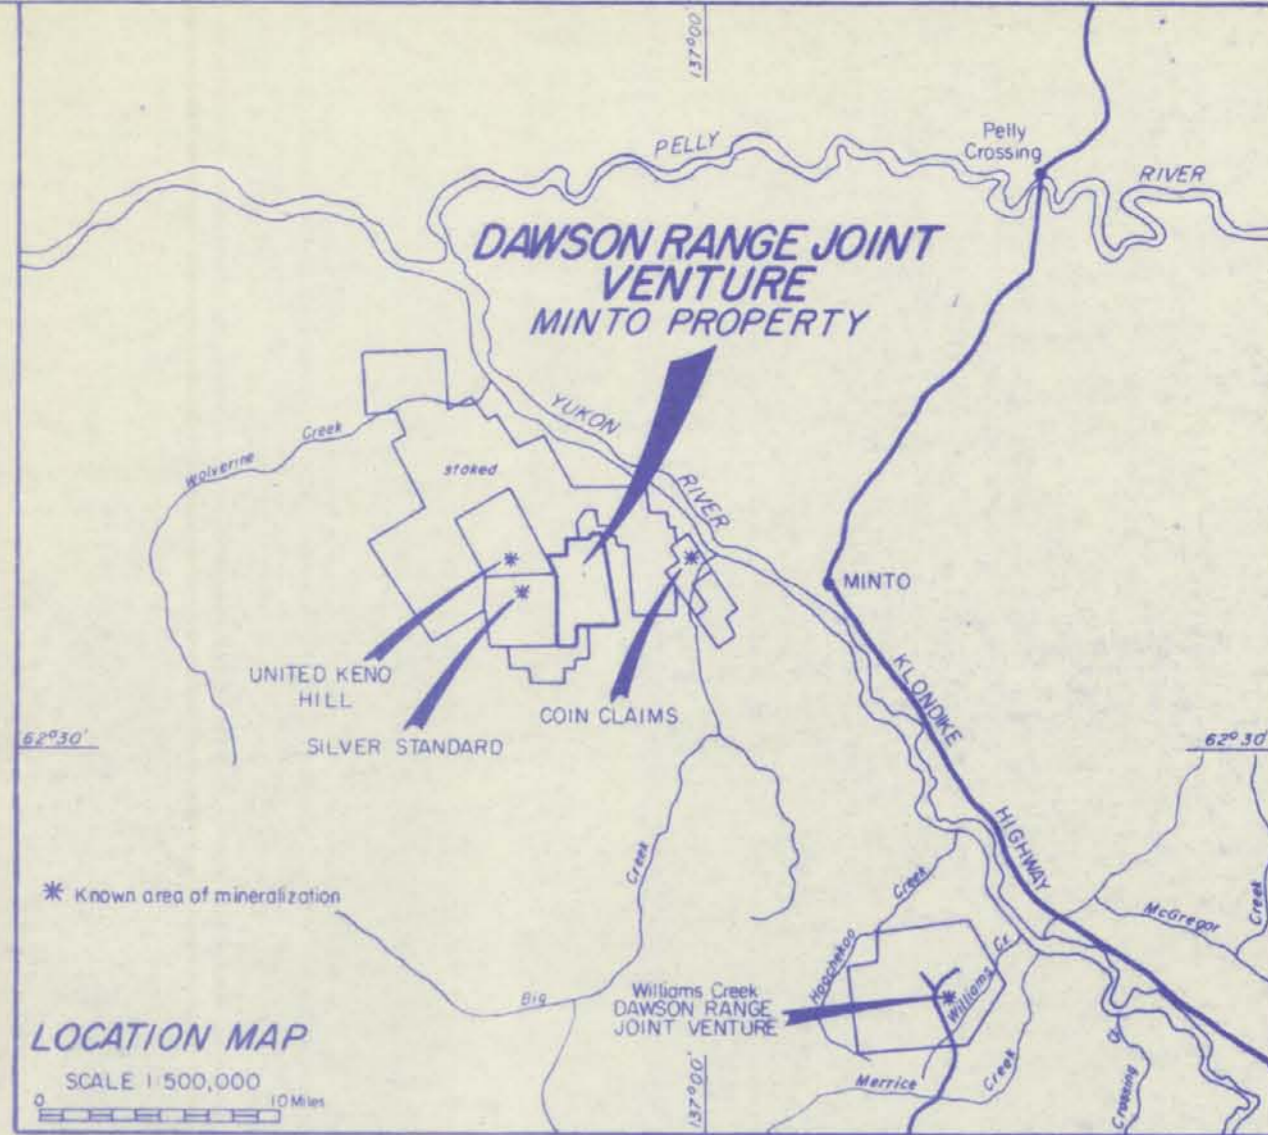 137°00'
PELLY
Pelly
Crossing
RIVER
DAWSON RANGE JOINT
VENTURE
MINTO PROPERTY
YUKON
Creek
Wolverine
staked
RIVER
MINTO
UNITED KENO
HILL
KLONDIKE
COIN CLAIMS
SILVER STANDARD
62°30'
62°30'
HIGHWAY
Creek
Creek
* Known area of mineralization
McGregor
Creek
Hoochekoo
Williams Cr.
Big
Williams Creek
DAWSON RANGE
JOINT VENTURE
LOCATION MAP
SCALE 1:500,000
0 10 Miles
Merrice
Creek
137°00'
Crossing
Cr